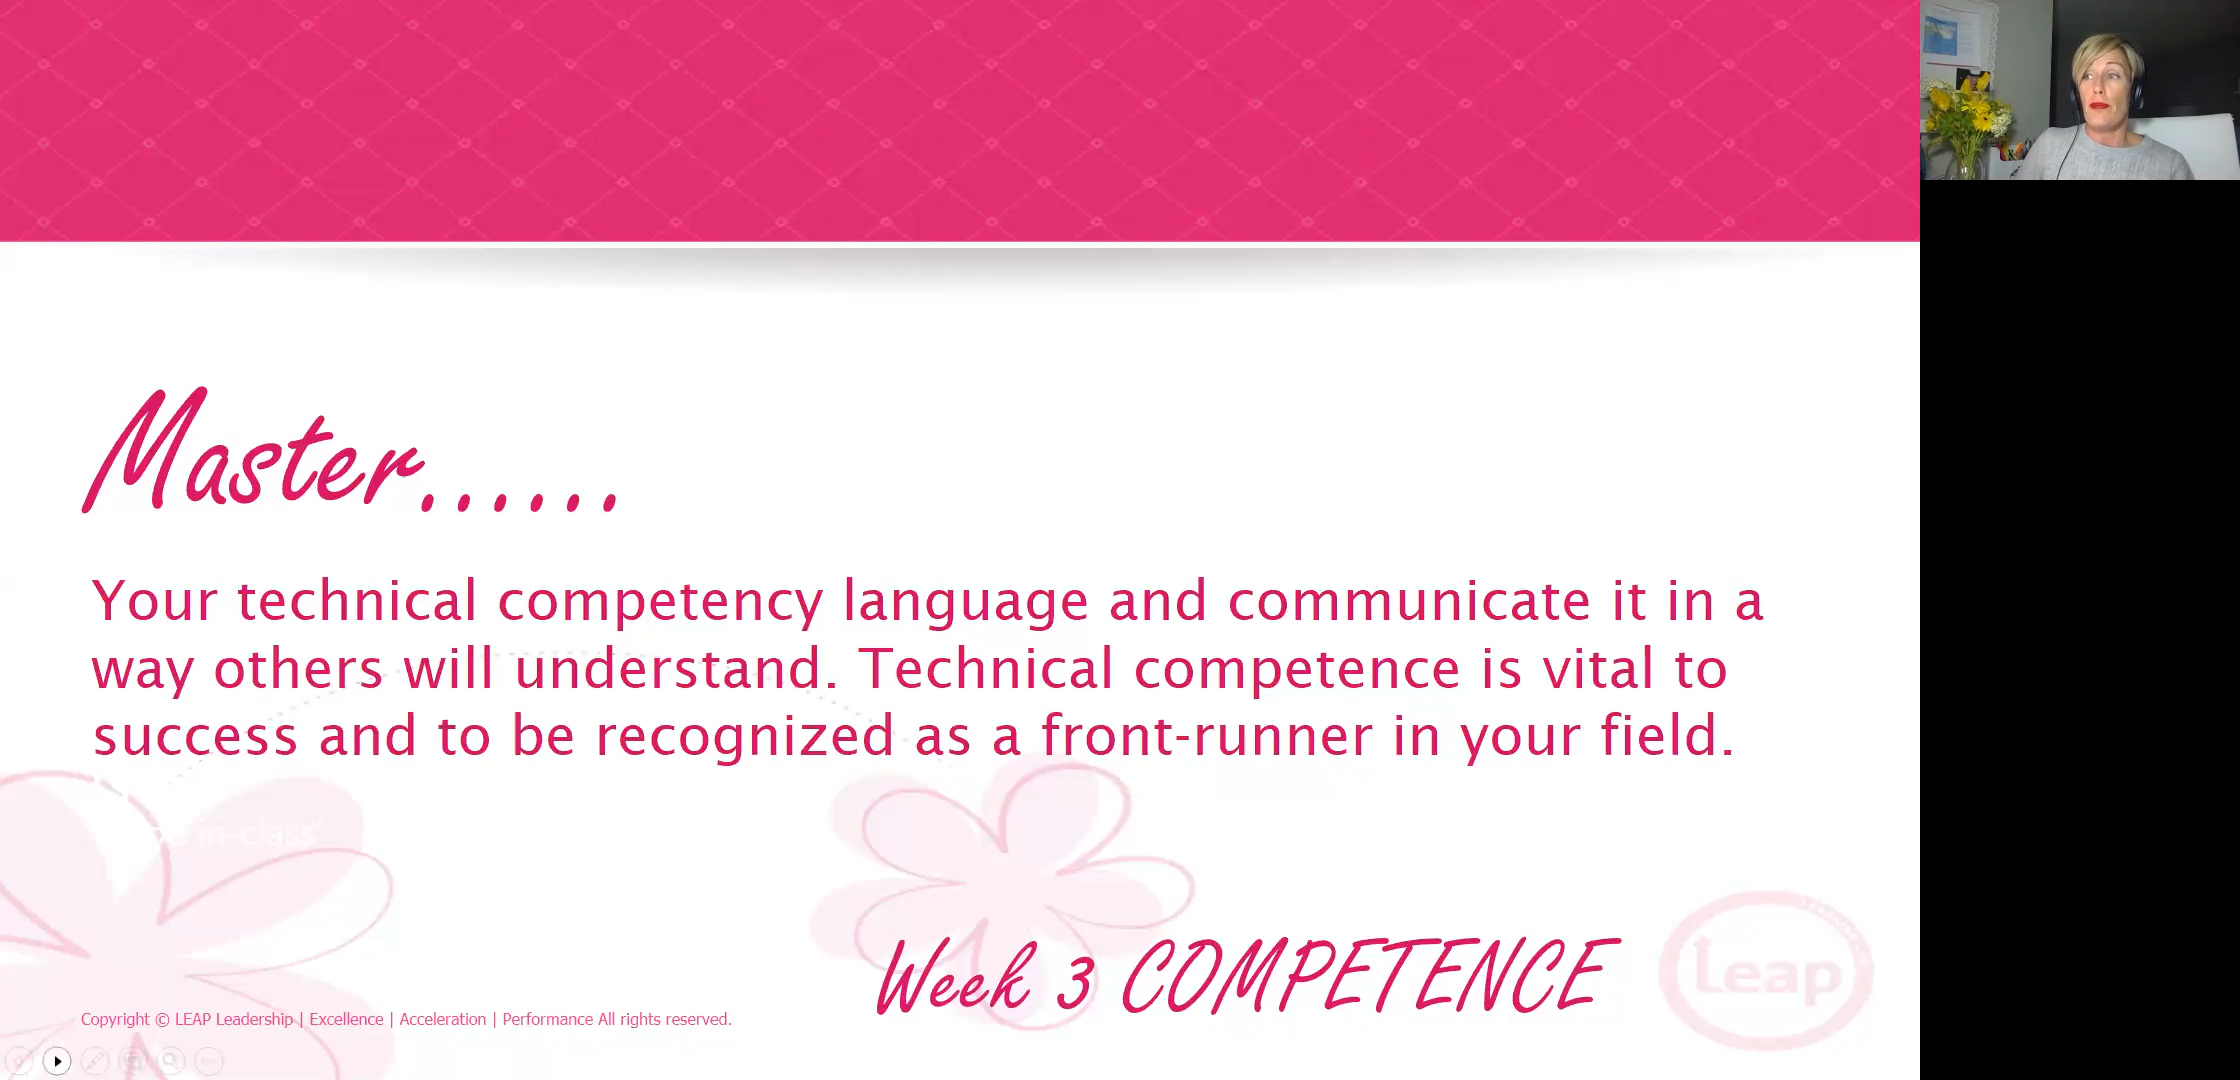 Master......
Your technical competency language and communicate it in a
way others will understand. Technical competence is vital to
success and to be recognized as a front-runner in your field.
in-class
Week 3 COMPETENCE
Leap
Copyright © LEAP Leadership | Excellence | Acceleration | Performance All rights reserved.